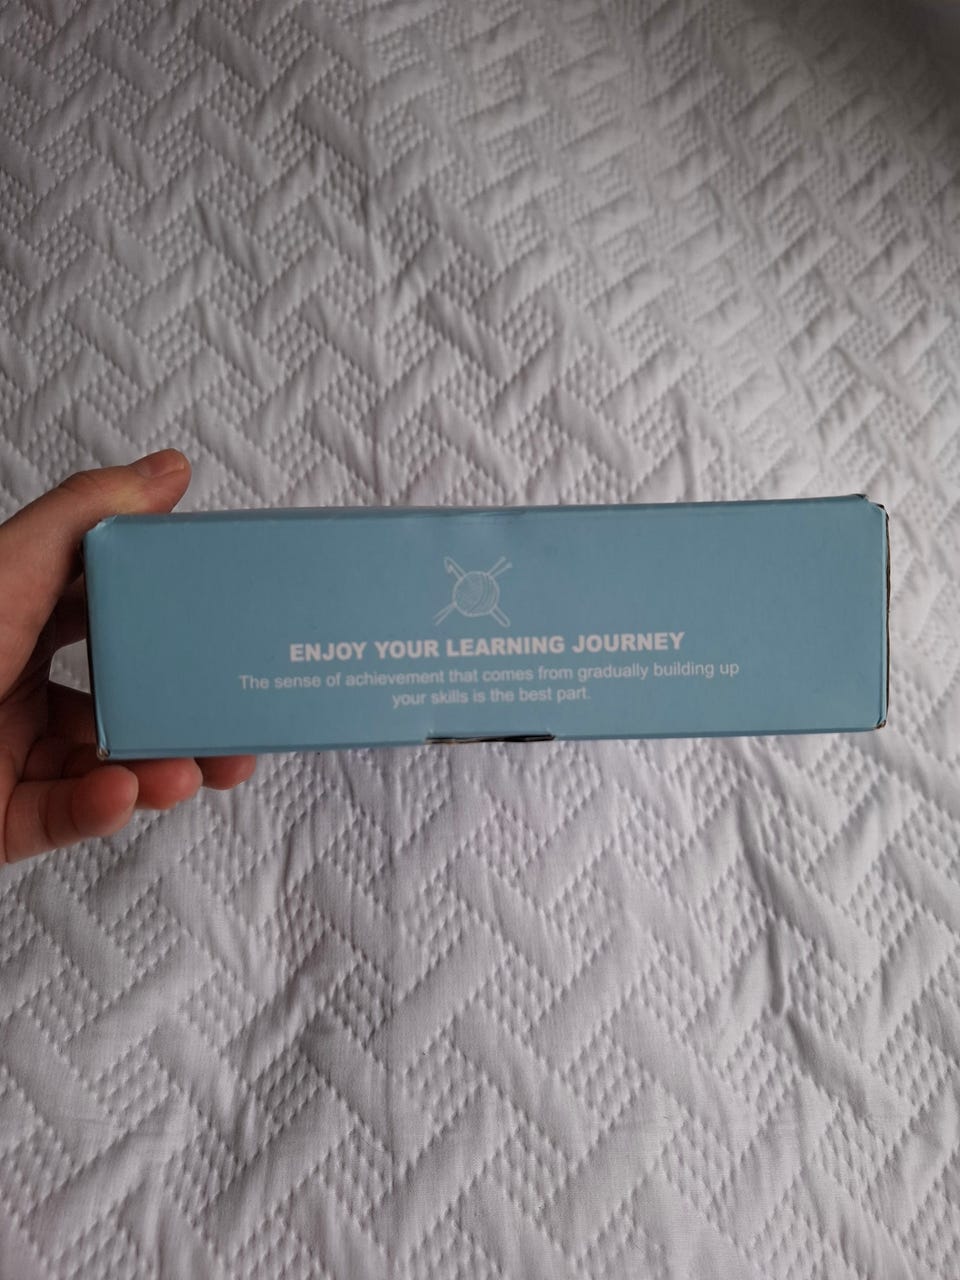 ENJOY YOUR LEARNING JOURNEY
The sense of achievement that comes from gradually building up
your skills is the best part.